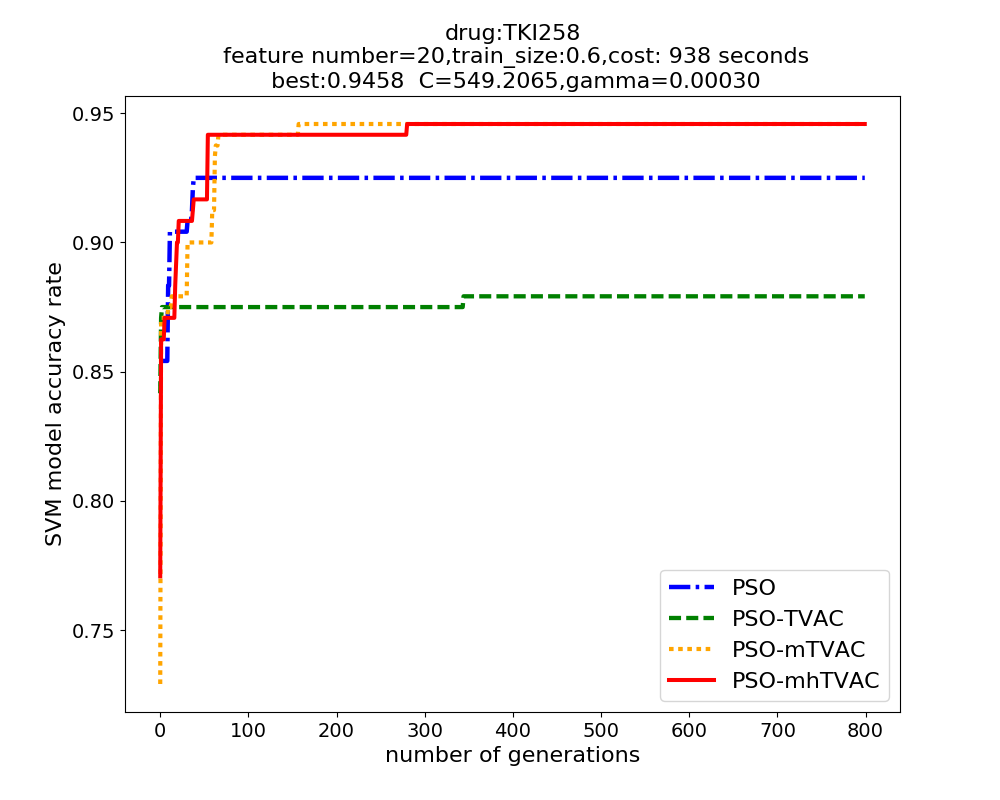 drug:TKI258
feature number=20,train_size:0.6,cost: 938 seconds
best:0.9458  C=549.2065,gamma=0.00030
SVM model accuracy rate
0.95
0.90
0.85
0.80
0.75
PSO
PSO-TVAC
PSO-mTVAC
PSO-mhTVAC
0 100 200 300 400 500 600 700 800
number of generations